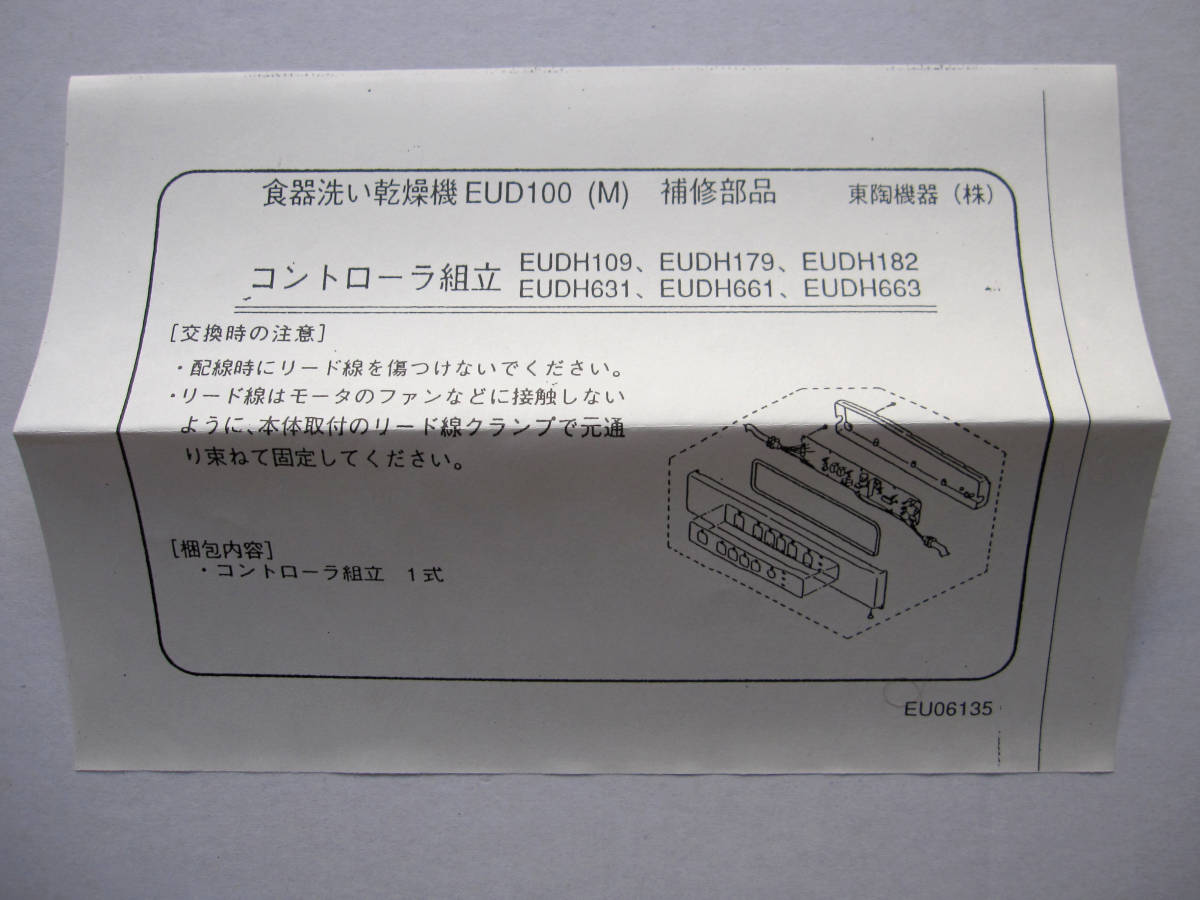 食器洗い乾燥機 EUD100 (M) 補修部品 東陶機器（株）
コントローラ組立 EUDH109、EUDH179、EUDH182
EUDH631、EUDH661、EUDH663
［交換時の注意］
・配線時にリード線を傷つけないでください。
・リード線はモータのファンなどに接触しない
ように、本体取付のリード線クランプで元通
り束ねて固定してください。
［梱包内容］
・コントローラ組立 1式
EU06135